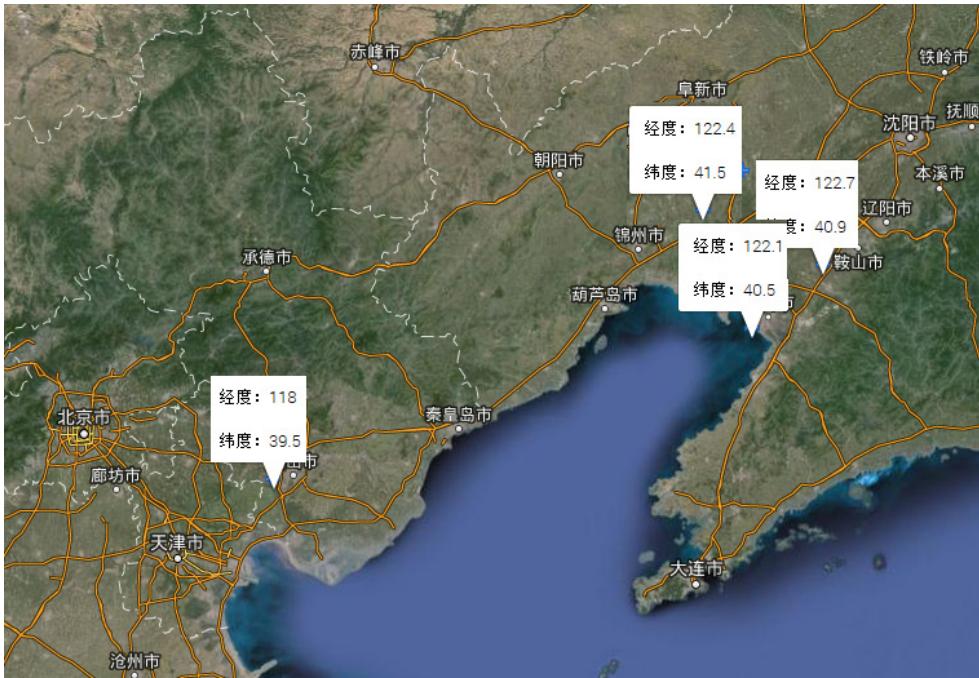 赤峰市
铁岭市
阜新市
抚顺
沈阳市
经度：122.4
纬度：41.5
朝阳市
本溪市
经度：122.7
度：40.9
辽阳市
锦州市
经度：122.1
纬度：40.5
鞍山市
承德市
葫芦岛市
市
经度：118
纬度：39.5
北京市
秦皇岛市
山市
廊坊市
天津市
大连市
沧州市